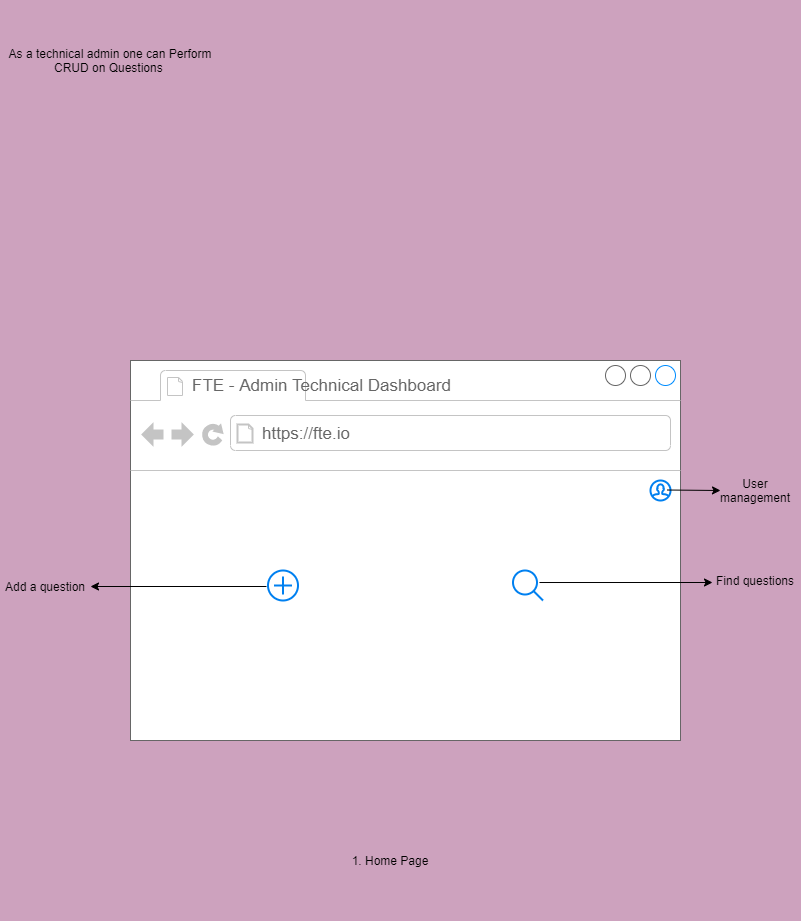 As a technical admin one can Perform
CRUD on Questions
FTE - Admin Technical Dashboard
https://fte.io
User
management
Add a question
Find questions
1. Home Page